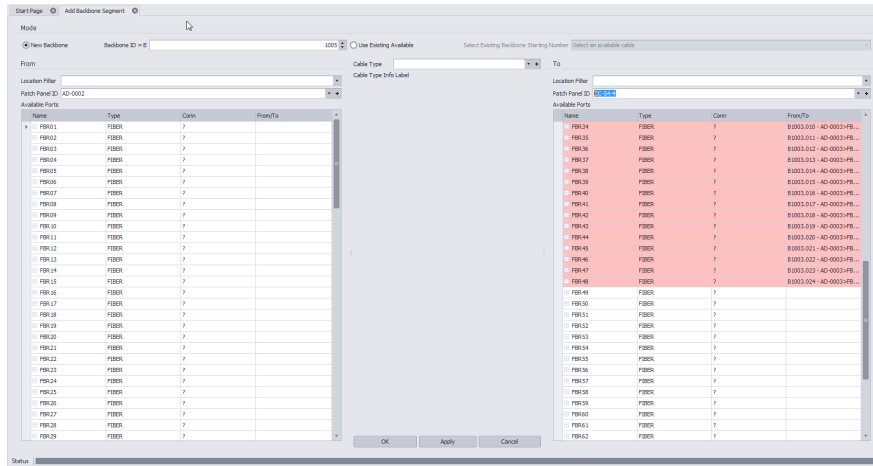 Start Page Add Backbone Segment
Mode
New Backbone Backbone ID = B 1005 Use Existing Available Select Existing Backbone Starting Number Select an available cable
From Cable Type To
Cable Type Info Label
Location Filter Location Filter
Patch Panel ID AD-0002 Patch Panel ID
Available Ports Available Ports
Name Type Conn From/To Name Type Conn From/To
FBR01 FIBER ? FBR34 FIBER ? B1003.010 - AD-0003>FB...
FBR02 FIBER ? FBR35 FIBER ? B1003.011 - AD-0003>FB...
FBR03 FIBER ? FBR36 FIBER ? B1003.012 - AD-0003>FB...
FBR04 FIBER ? FBR37 FIBER ? B1003.013 - AD-0003>FB...
FBR05 FIBER ? FBR38 FIBER ? B1003.014 - AD-0003>FB...
FBR06 FIBER ? FBR39 FIBER ? B1003.015 - AD-0003>FB...
FBR07 FIBER ? FBR40 FIBER ? B1003.016 - AD-0003>FB...
FBR08 FIBER ? FBR41 FIBER ? B1003.017 - AD-0003>FB...
FBR09 FIBER ? FBR42 FIBER ? B1003.018 - AD-0003>FB...
FBR10 FIBER ? FBR43 FIBER ? B1003.019 - AD-0003>FB...
FBR11 FIBER ? FBR44 FIBER ? B1003.020 - AD-0003>FB...
FBR12 FIBER ? FBR45 FIBER ? B1003.021 - AD-0003>FB...
FBR13 FIBER ? FBR46 FIBER ? B1003.022 - AD-0003>FB...
FBR14 FIBER ? FBR47 FIBER ? B1003.023 - AD-0003>FB...
FBR15 FIBER ? FBR48 FIBER ? B1003.024 - AD-0003>FB...
FBR16 FIBER ? FBR49 FIBER ?
FBR17 FIBER ? FBR50 FIBER ?
FBR18 FIBER ? FBR51 FIBER ?
FBR19 FIBER ? FBR52 FIBER ?
FBR20 FIBER ? FBR53 FIBER ?
FBR21 FIBER ? FBR54 FIBER ?
FBR22 FIBER ? FBR55 FIBER ?
FBR23 FIBER ? FBR56 FIBER ?
FBR24 FIBER ? FBR57 FIBER ?
FBR25 FIBER ? FBR58 FIBER ?
FBR26 FIBER ? FBR59 FIBER ?
FBR27 FIBER ? FBR60 FIBER ?
FBR28 FIBER ? FBR61 FIBER ?
FBR29 FIBER ? FBR62 FIBER ?
OK Apply Cancel
Status